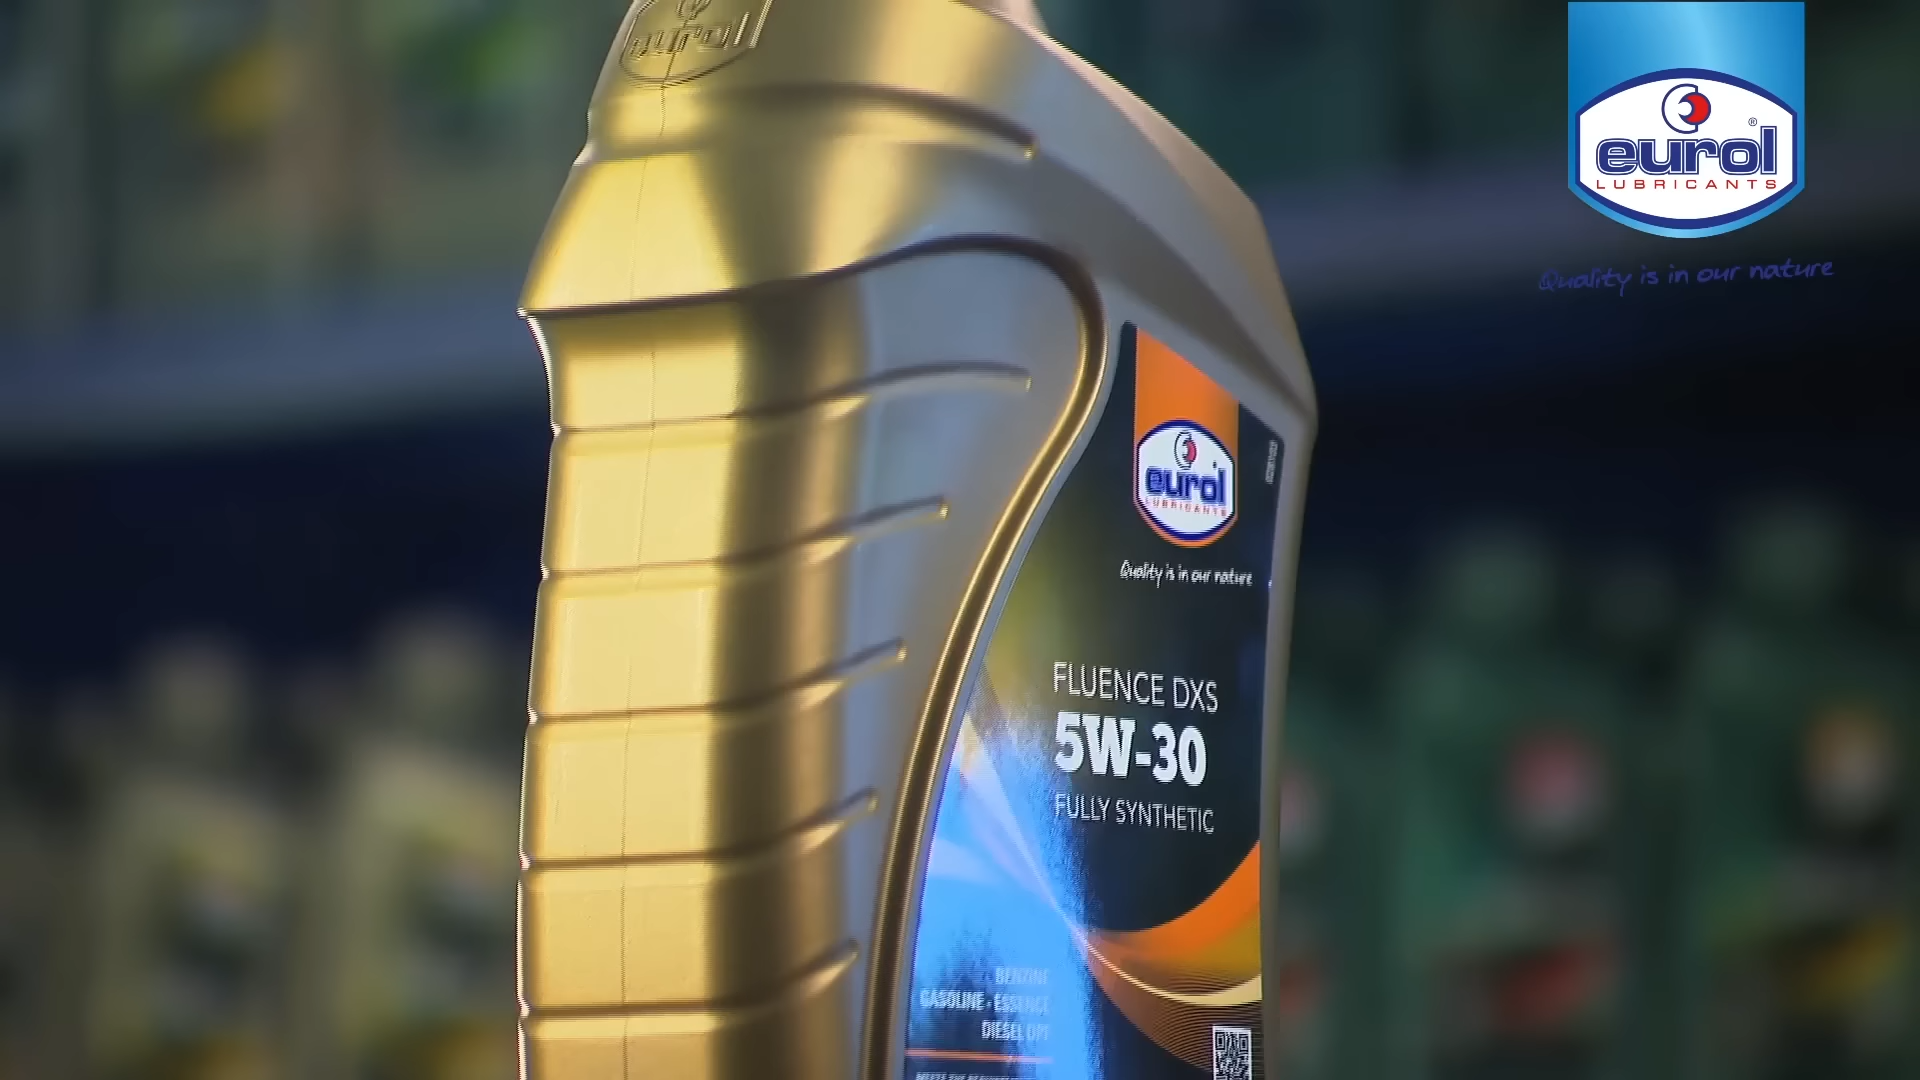 eurol
eurol
®
LUBRICANTS
Quality is in our nature
eurol
LUBRICANTS
Quality is in our nature
FLUENCE DXS
5W-30
FULLY SYNTHETIC
BENZINE
GASOLINE - ESSENCE
DIESEL DPF